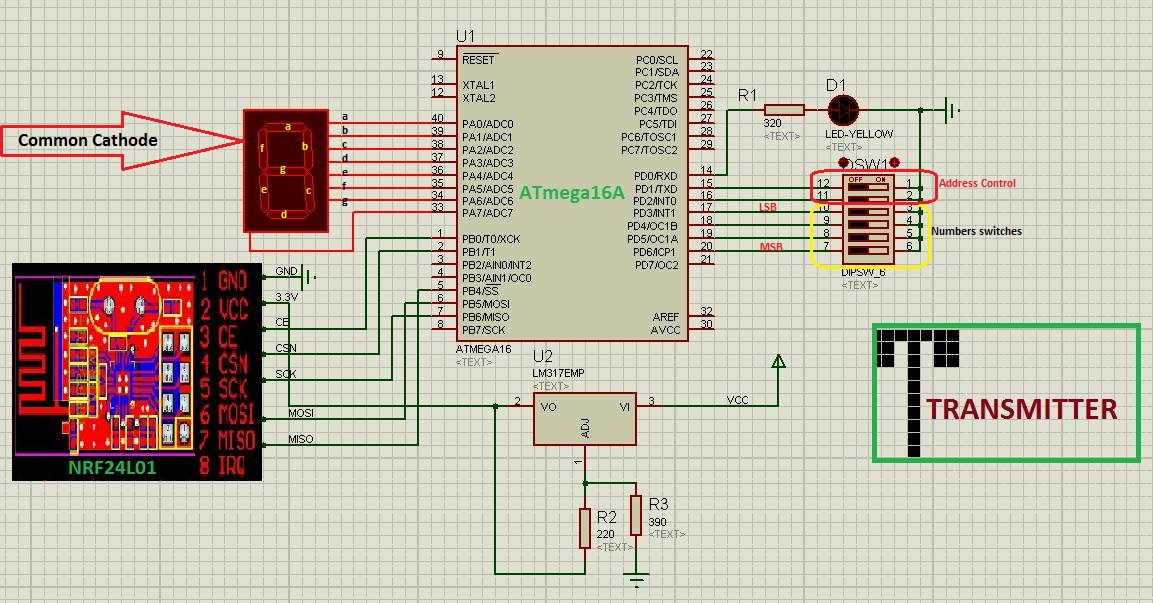 U1
9 RESET
13 XTAL1
12 XTAL2
40 PA0/ADC0
39 PA1/ADC1
38 PA2/ADC2
37 PA3/ADC3
36 PA4/ADC4
35 PA5/ADC5
34 PA6/ADC6
33 PA7/ADC7
1 PB0/T0/XCK
2 PB1/T1
3 PB2/AIN0/INT2
4 PB3/AIN1/OC0
5 PB4/SS
6 PB5/MOSI
7 PB6/MISO
8 PB7/SCK
PC0/SCL 22
PC1/SDA 23
PC2/TCK 24
PC3/TMS 25
PC4/TDO 26
PC5/TDI 27
PC6/TOSC1 28
PC7/TOSC2 29
PD0/RXD 14
PD1/TXD 15
PD2/INT0 16
PD3/INT1 17
PD4/OC1B 18
PD5/OC1A 19
PD6/ICP1 20
PD7/OC2 21
AREF 32
AVCC 30
ATmega16A
ATMEGA16
<TEXT>
Common Cathode
a
b
c
d
e
f
g
a
f
b
g
e
c
d
R1
320
<TEXT>
D1
LED-YELLOW
<TEXT>
DSW1
OFF ON
12 1
11 2
10 3
9 4
8 5
7 6
DIPSW_6
<TEXT>
Address Control
Numbers switches
LSB
MSB
1 GND
2 VCC
3 CE
4 CSN
5 SCK
6 MOSI
7 MISO
8 IRQ
NRF24L01
GND
3.3V
CE
CSN
SCK
MOSI
MISO
U2
LM317EMP
<TEXT>
2 VO
VI 3
ADJ
1
VCC
R2
220
<TEXT>
R3
390
<TEXT>
TRANSMITTER